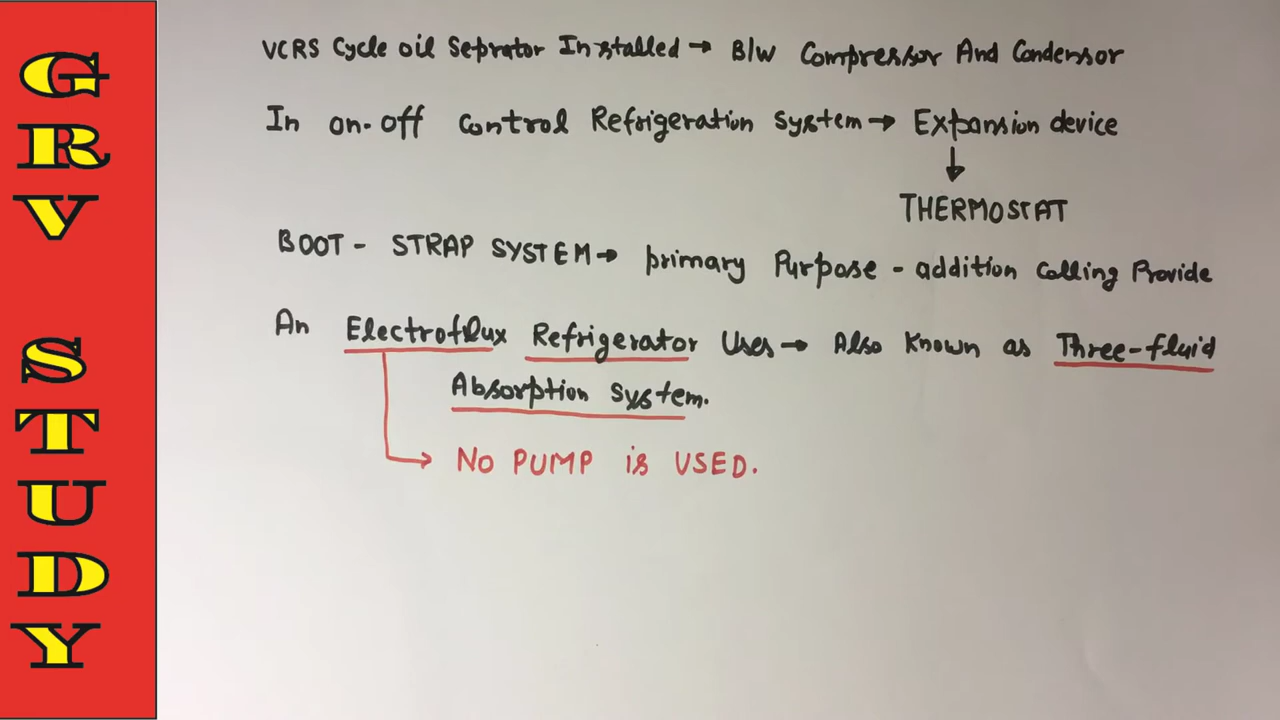 GRV STUDY
VCRS Cycle oil Seprator Installed → B/w Compressor And Condensor
In on-off control Refrigeration system → Expansion device
↓
THERMOSTAT
BOOT - STRAP SYSTEM → primary Purpose - addition Colling Provide
An Electroflux Refrigerator Uses → Also Known as Three-fluid
Absorption System.
→ NO PUMP is USED.